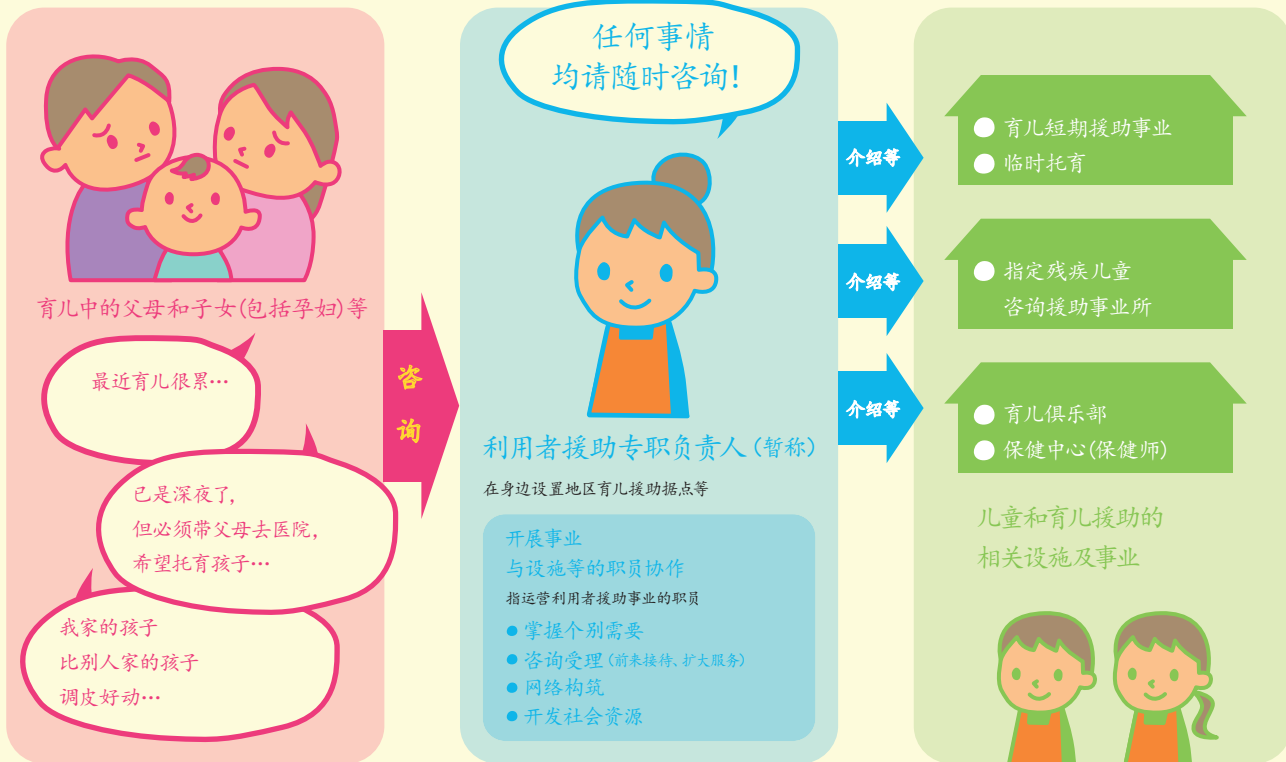 育儿中的父母和子女(包括孕妇)等
最近育儿很累…
已是深夜了,
但必须带父母去医院,
希望托育孩子…
我家的孩子
比别人家的孩子
调皮好动…
咨
询
任何事情
均请随时咨询!
利用者援助专职负责人(暂称)
在身边设置地区育儿援助据点等
开展事业
与设施等的职员协作
指运营利用者援助事业的职员
● 掌握个别需要
● 咨询受理(前来接待、扩大服务)
● 网络构筑
● 开发社会资源
介绍等
介绍等
介绍等
● 育儿短期援助事业
● 临时托育
● 指定残疾儿童
咨询援助事业所
● 育儿俱乐部
● 保健中心(保健师)
儿童和育儿援助的
相关设施及事业